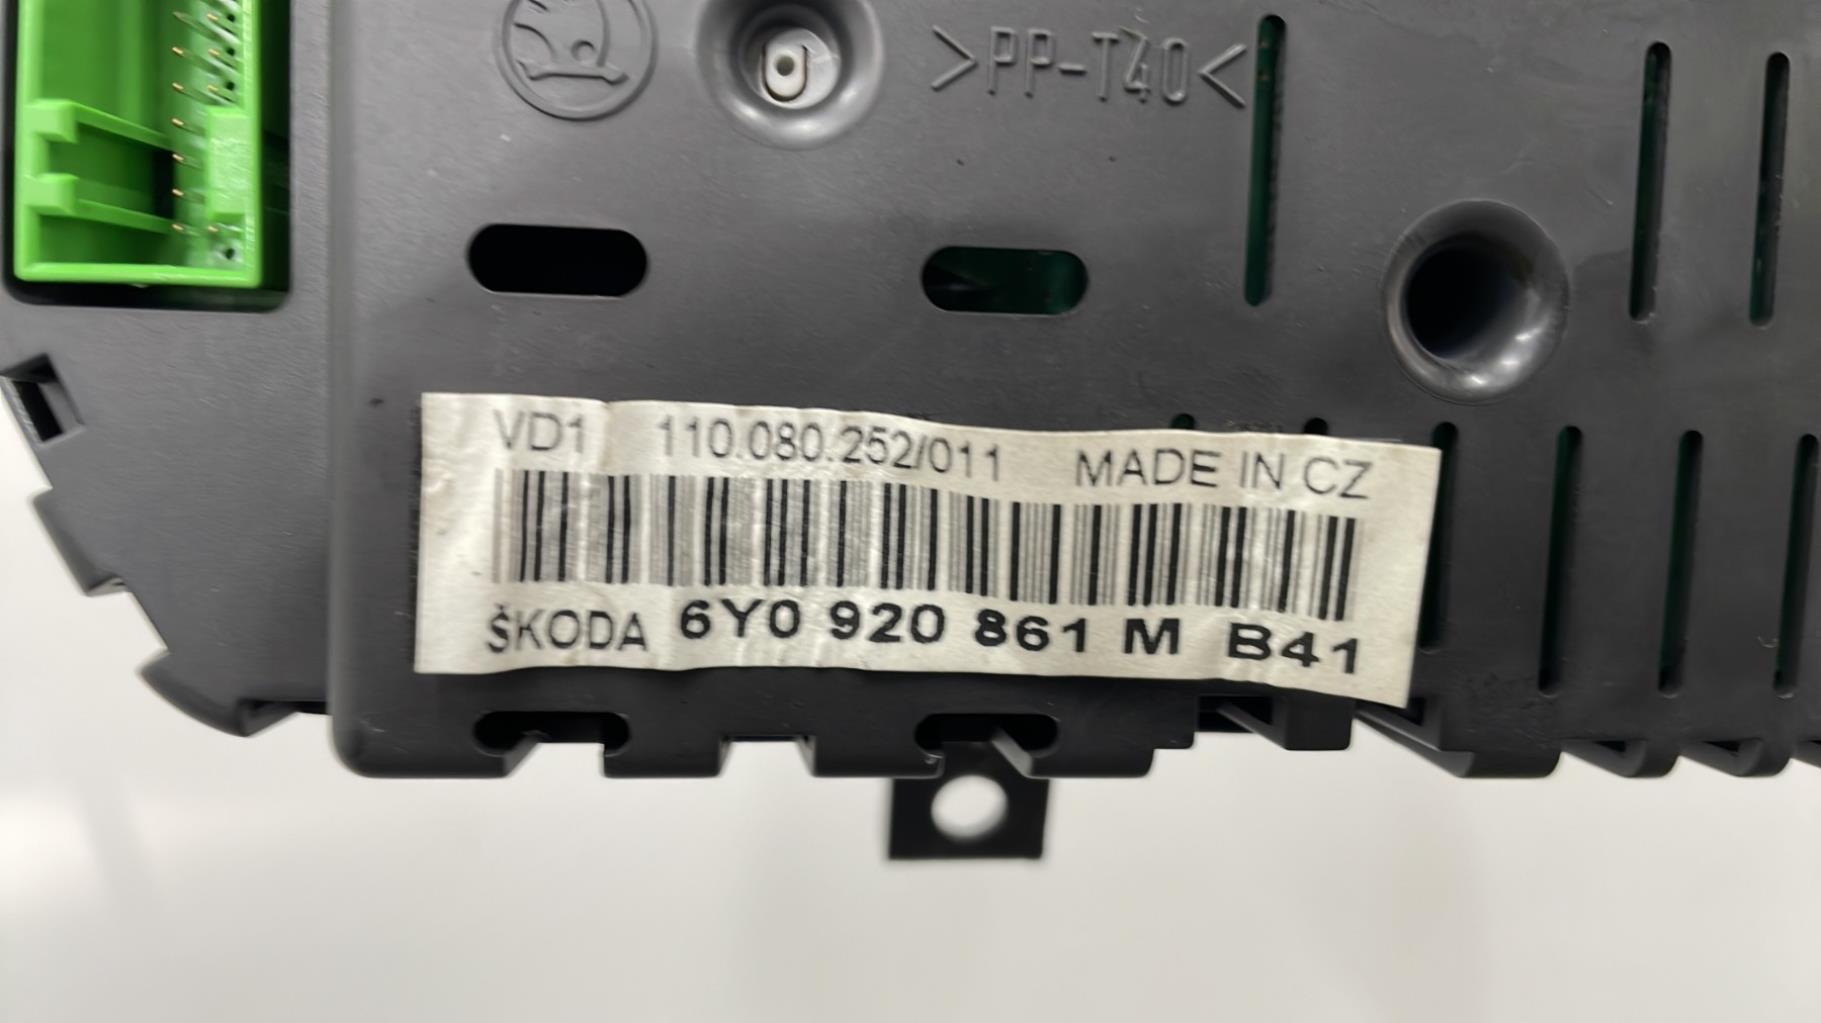 >PP-T40<
VD1 110.080.252/011 MADE IN CZ
ŠKODA 6Y0 920 861 M B41